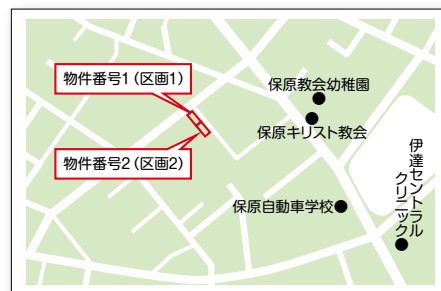 物件番号1（区画1）
物件番号2（区画2）
保原教会幼稚園
保原キリスト教会
保原自動車学校
伊達セントラル
クリニック